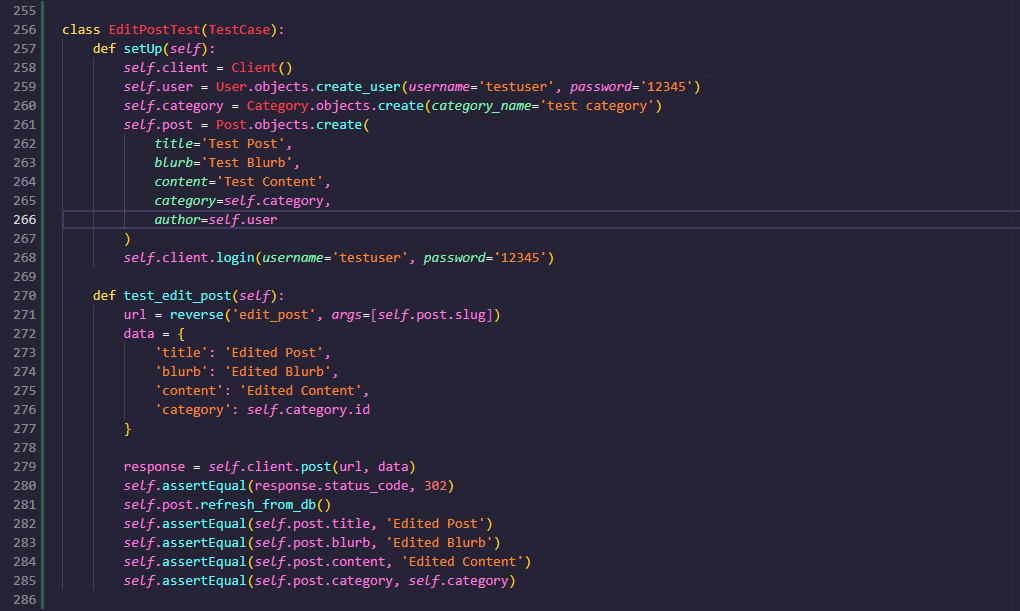 255
256 class EditPostTest(TestCase):
257     def setUp(self):
258         self.client = Client()
259         self.user = User.objects.create_user(username='testuser', password='12345')
260         self.category = Category.objects.create(category_name='test category')
261         self.post = Post.objects.create(
262             title='Test Post',
263             blurb='Test Blurb',
264             content='Test Content',
265             category=self.category,
266             author=self.user
267         )
268         self.client.login(username='testuser', password='12345')
269
270     def test_edit_post(self):
271         url = reverse('edit_post', args=[self.post.slug])
272         data = {
273             'title': 'Edited Post',
274             'blurb': 'Edited Blurb',
275             'content': 'Edited Content',
276             'category': self.category.id
277         }
278
279         response = self.client.post(url, data)
280         self.assertEqual(response.status_code, 302)
281         self.post.refresh_from_db()
282         self.assertEqual(self.post.title, 'Edited Post')
283         self.assertEqual(self.post.blurb, 'Edited Blurb')
284         self.assertEqual(self.post.content, 'Edited Content')
285         self.assertEqual(self.post.category, self.category)
286